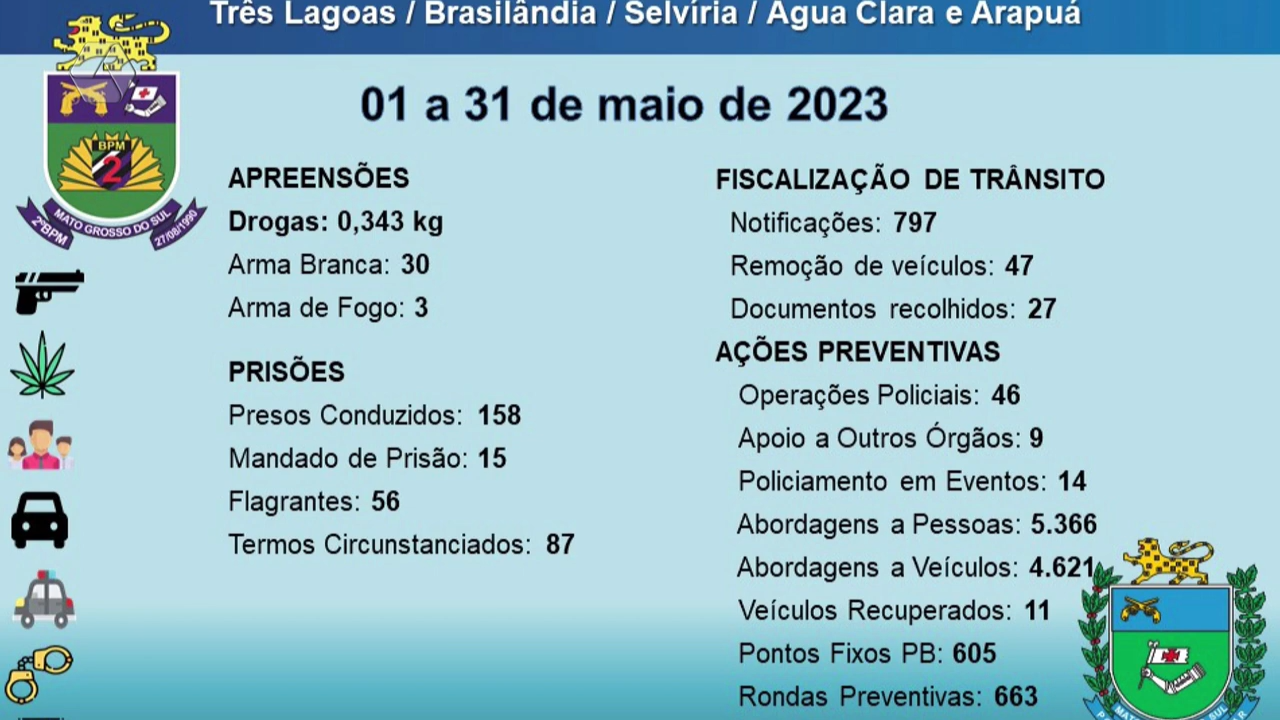 Três Lagoas / Brasilândia / Selvíria / Água Clara e Arapuá
01 a 31 de maio de 2023
BPM
2
2ºBPM
MATO GROSSO DO SUL
27/08/1990
APREENSÕES
Drogas: 0,343 kg
Arma Branca: 30
Arma de Fogo: 3
PRISÕES
Presos Conduzidos: 158
Mandado de Prisão: 15
Flagrantes: 56
Termos Circunstanciados: 87
FISCALIZAÇÃO DE TRÂNSITO
Notificações: 797
Remoção de veículos: 47
Documentos recolhidos: 27
AÇÕES PREVENTIVAS
Operações Policiais: 46
Apoio a Outros Órgãos: 9
Policiamento em Eventos: 14
Abordagens a Pessoas: 5.366
Abordagens a Veículos: 4.621
Veículos Recuperados: 11
Pontos Fixos PB: 605
Rondas Preventivas: 663